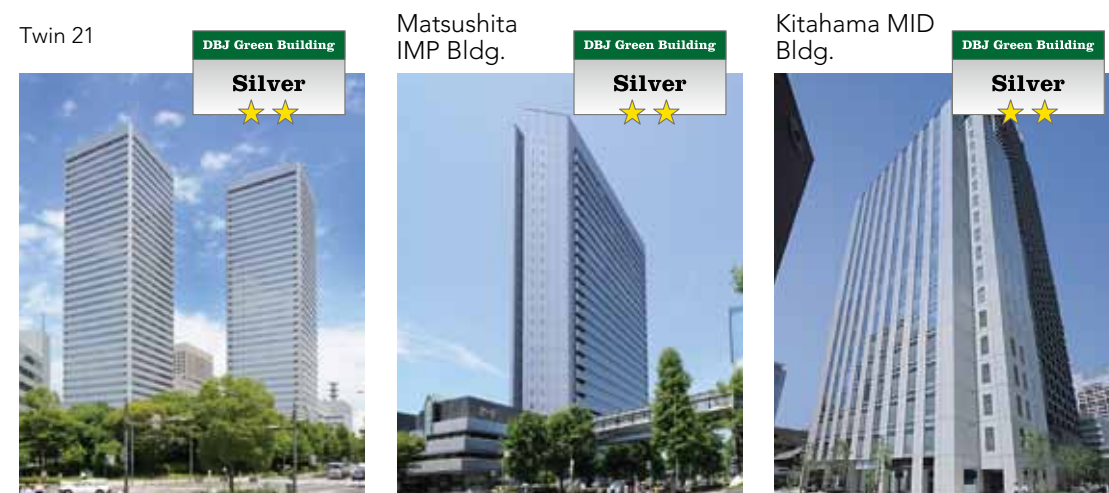 Twin 21
DBJ Green Building
Silver
Matsushita
IMP Bldg.
DBJ Green Building
Silver
Kitahama MID
Bldg.
DBJ Green Building
Silver